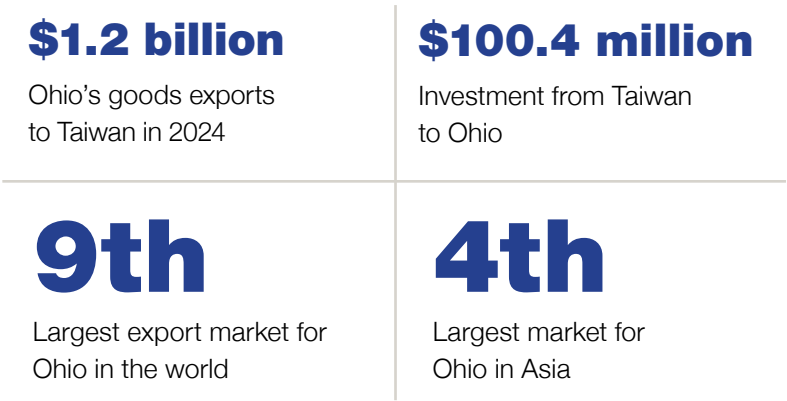 $1.2 billion
Ohio’s goods exports
to Taiwan in 2024
$100.4 million
Investment from Taiwan
to Ohio
9th
Largest export market for
Ohio in the world
4th
Largest market for
Ohio in Asia